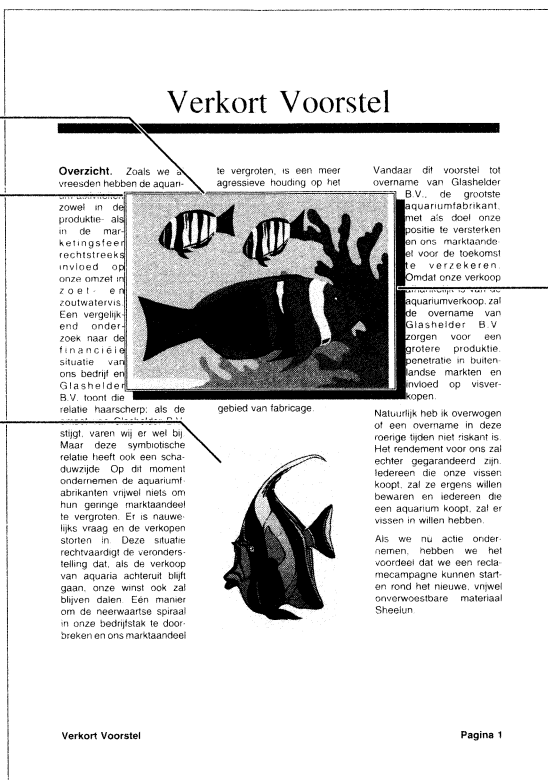 Verkort Voorstel
Overzicht. Zoals we
vreesden hebben de aquari-
zowel in de
produktie- als
in de mar-
ketingsfeer
rechtstreeks
invloed op
onze omzet in
zoet- en
zoutwatervis.
Een vergelijk-
end onder-
zoek naar de
financiële
situatie van
ons bedrijf en
Glashelder
B.V. toont die
relatie haarscherp: als de
stijgt, varen wij er wel bij.
Maar deze symbiotische
relatie heeft ook een scha-
duwzijde. Op dit moment
ondernemen de aquariumf-
abrikanten vrijwel niets om
hun geringe marktaandeel
te vergroten. Er is nauwe-
lijks vraag en de verkopen
storten in. Deze situatie
rechtvaardigt de veronders-
telling dat, als de verkoop
van aquaria achteruit blijft
gaan, onze winst ook zal
blijven dalen. Eén manier
om de neerwaartse spiraal
in onze bedrijfstak te door-
breken en ons marktaandeel
te vergroten, is een meer
agressieve houding op het
gebied van fabricage.
Vandaar dit voorstel tot
overname van Glashelder
B.V., de grootste
aquariumfabrikant,
met als doel onze
positie te versterken
en ons marktaande-
el voor de toekomst
te verzekeren.
Omdat onze verkoop
afhankelijk is van de
aquariumverkoop, zal
de overname van
Glashelder B.V.
zorgen voor een
grotere produktie,
penetratie in buiten-
landse markten en
invloed op visver-
kopen.
Natuurlijk heb ik overwogen
of een overname in deze
roerige tijden niet riskant is.
Het rendement voor ons zal
echter gegarandeerd zijn.
Iedereen die onze vissen
koopt, zal ze ergens willen
bewaren en iedereen die
een aquarium koopt, zal er
vissen in willen hebben.
Als we nu actie onder-
nemen, hebben we het
voordeel dat we een recla-
mecampagne kunnen start-
en rond het nieuwe, vrijwel
onverwoestbare materiaal
Sheelun.
Verkort Voorstel
Pagina 1